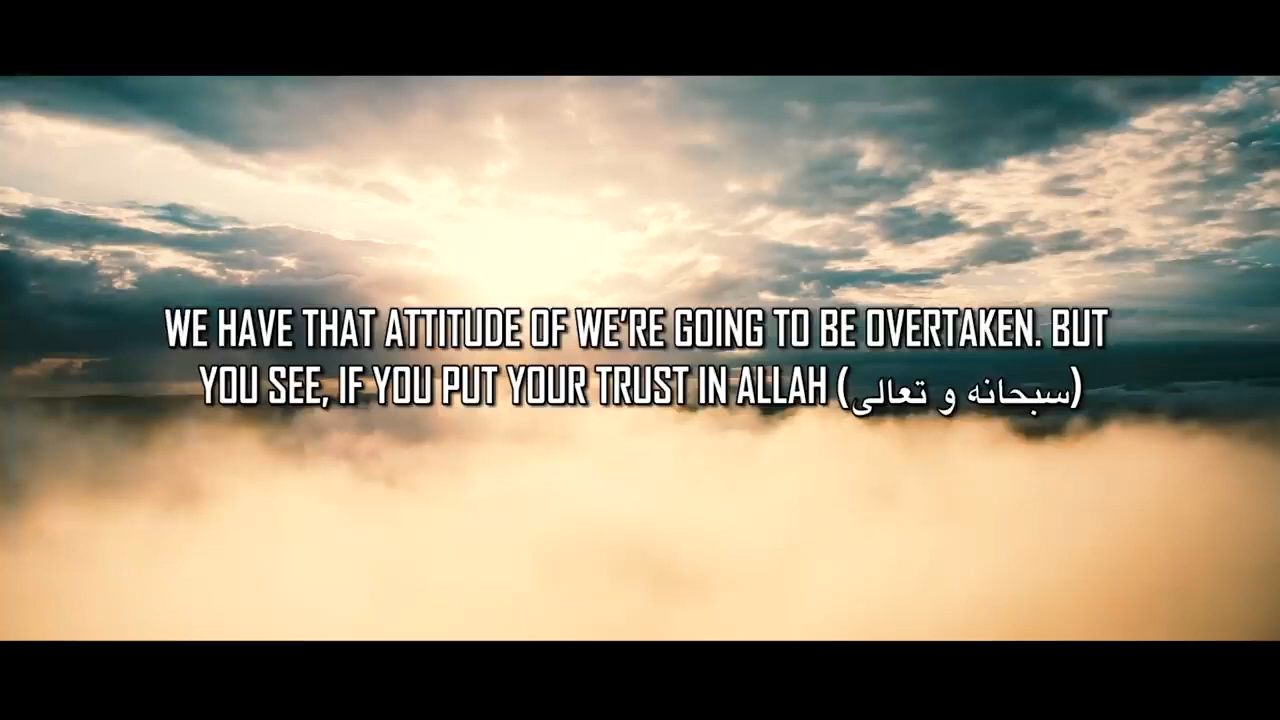 WE HAVE THAT ATTITUDE OF WE'RE GOING TO BE OVERTAKEN. BUT
YOU SEE, IF YOU PUT YOUR TRUST IN ALLAH (سبحانه و تعالى)